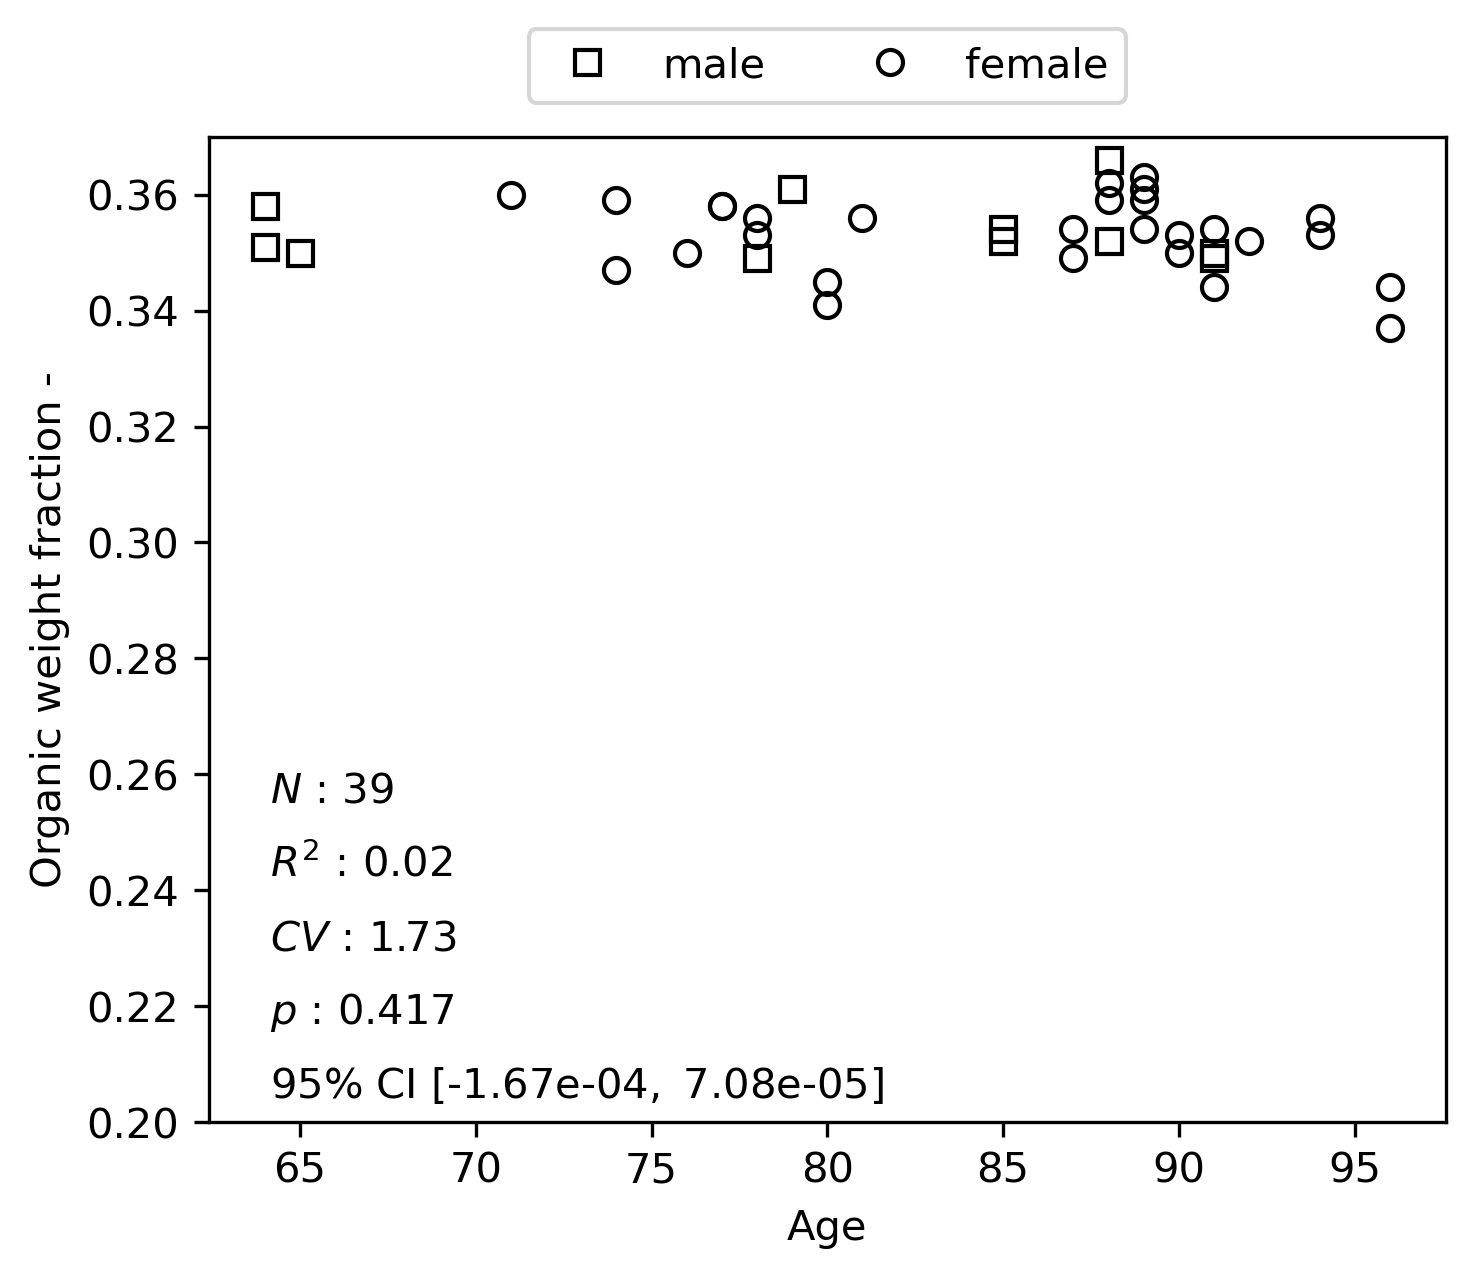 male female
0.36
0.34
0.32
0.30
0.28
0.26
0.24
0.22
0.20
Organic weight fraction -
N : 39
R² : 0.02
CV : 1.73
p : 0.417
95% CI [-1.67e-04, 7.08e-05]
65 70 75 80 85 90 95
Age